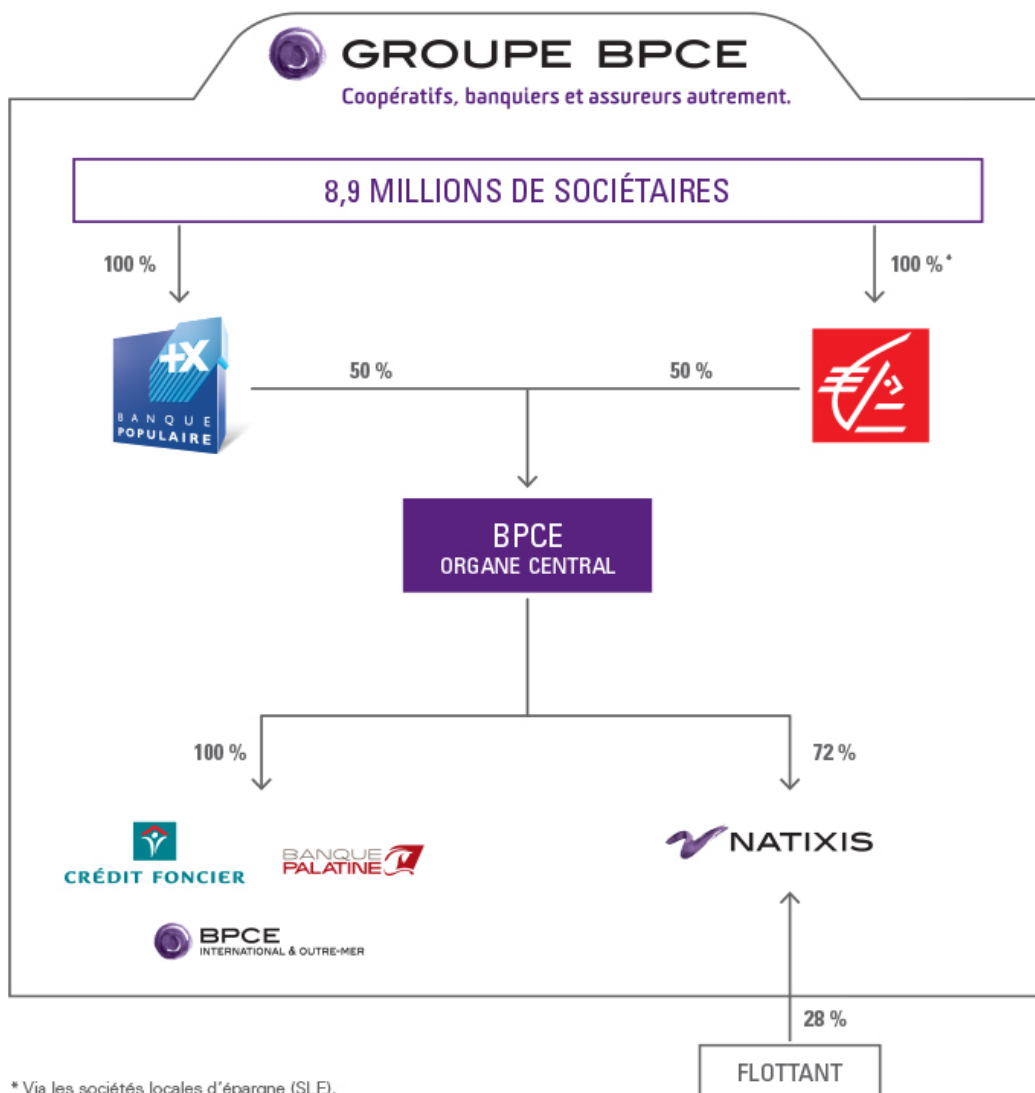 GROUPE BPCE
Coopératifs, banquiers et assureurs autrement.
8,9 MILLIONS DE SOCIÉTAIRES
100 %
100 %*
+X
BANQUE
POPULAIRE
50 %
50 %
BPCE
ORGANE CENTRAL
100 %
72 %
CRÉDIT FONCIER
BANQUE
PALATINE
NATIXIS
BPCE
INTERNATIONAL & OUTRE-MER
28 %
FLOTTANT
* Via les sociétés locales d'épargne (SLE).